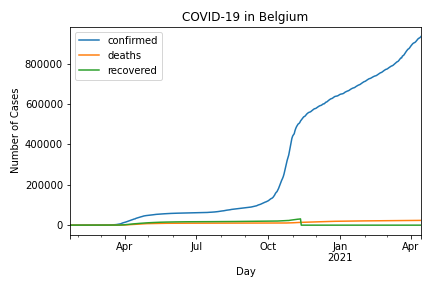 COVID-19 in Belgium
confirmed
deaths
recovered
800000
600000
400000
200000
0
Number of Cases
Apr
Jul
Oct
Jan
2021
Apr
Day